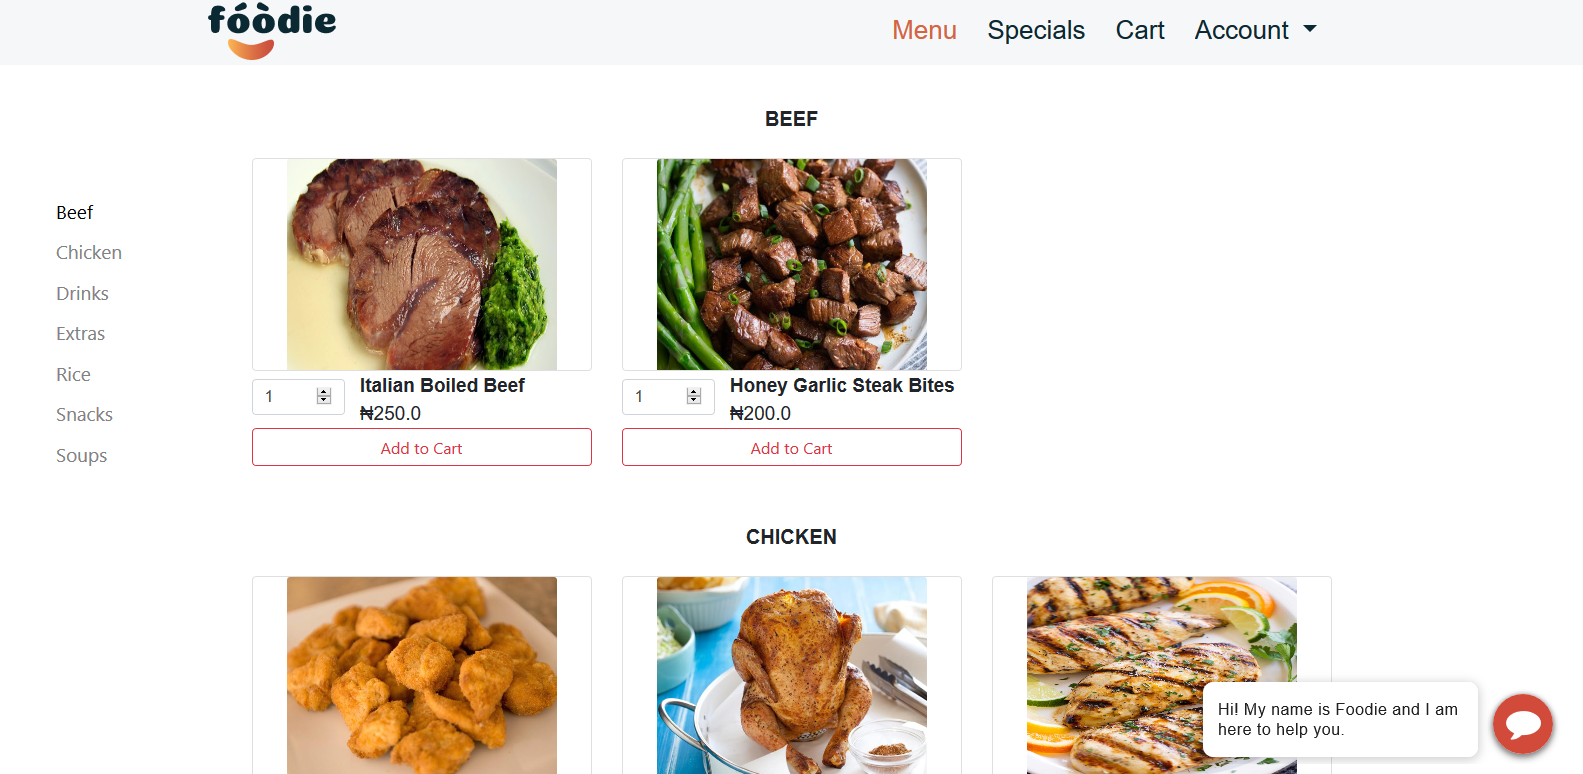 fóòdie
Menu
Specials
Cart
Account
BEEF
Beef
Chicken
Drinks
Extras
Rice
Snacks
Soups
1
Italian Boiled Beef
₦250.0
Add to Cart
1
Honey Garlic Steak Bites
₦200.0
Add to Cart
CHICKEN
Hi! My name is Foodie and I am
here to help you.